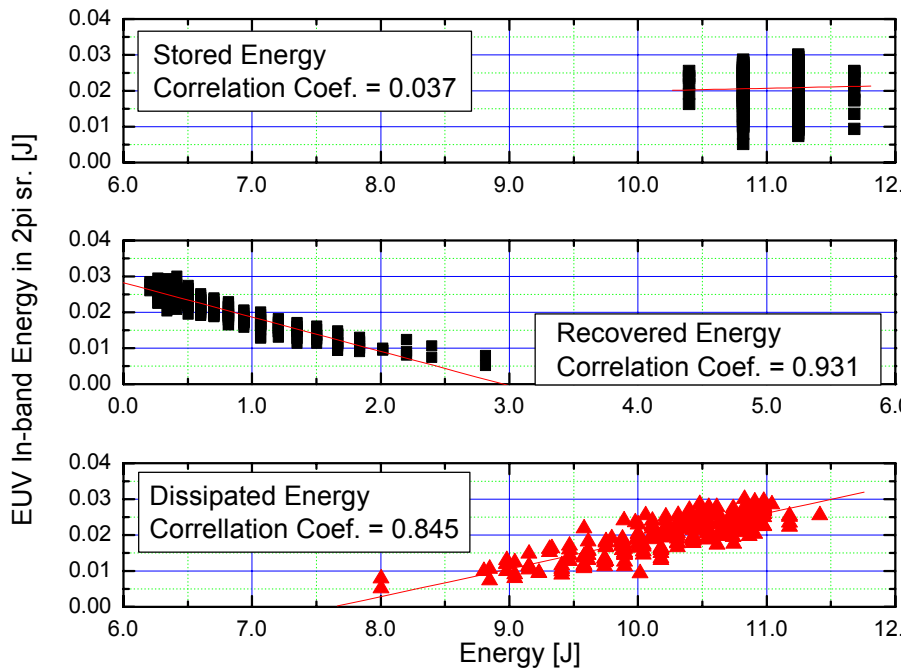 EUV In-band Energy in 2pi sr. [J]
0.04
0.03
0.02
0.01
0.00
Stored Energy
Correlation Coef. = 0.037
6.0 7.0 8.0 9.0 10.0 11.0 12.
0.04
0.03
0.02
0.01
0.00
Recovered Energy
Correlation Coef. = 0.931
0.0 1.0 2.0 3.0 4.0 5.0 6.0
0.04
0.03
0.02
0.01
0.00
Dissipated Energy
Correllation Coef. = 0.845
6.0 7.0 8.0 9.0 10.0 11.0 12.
Energy [J]